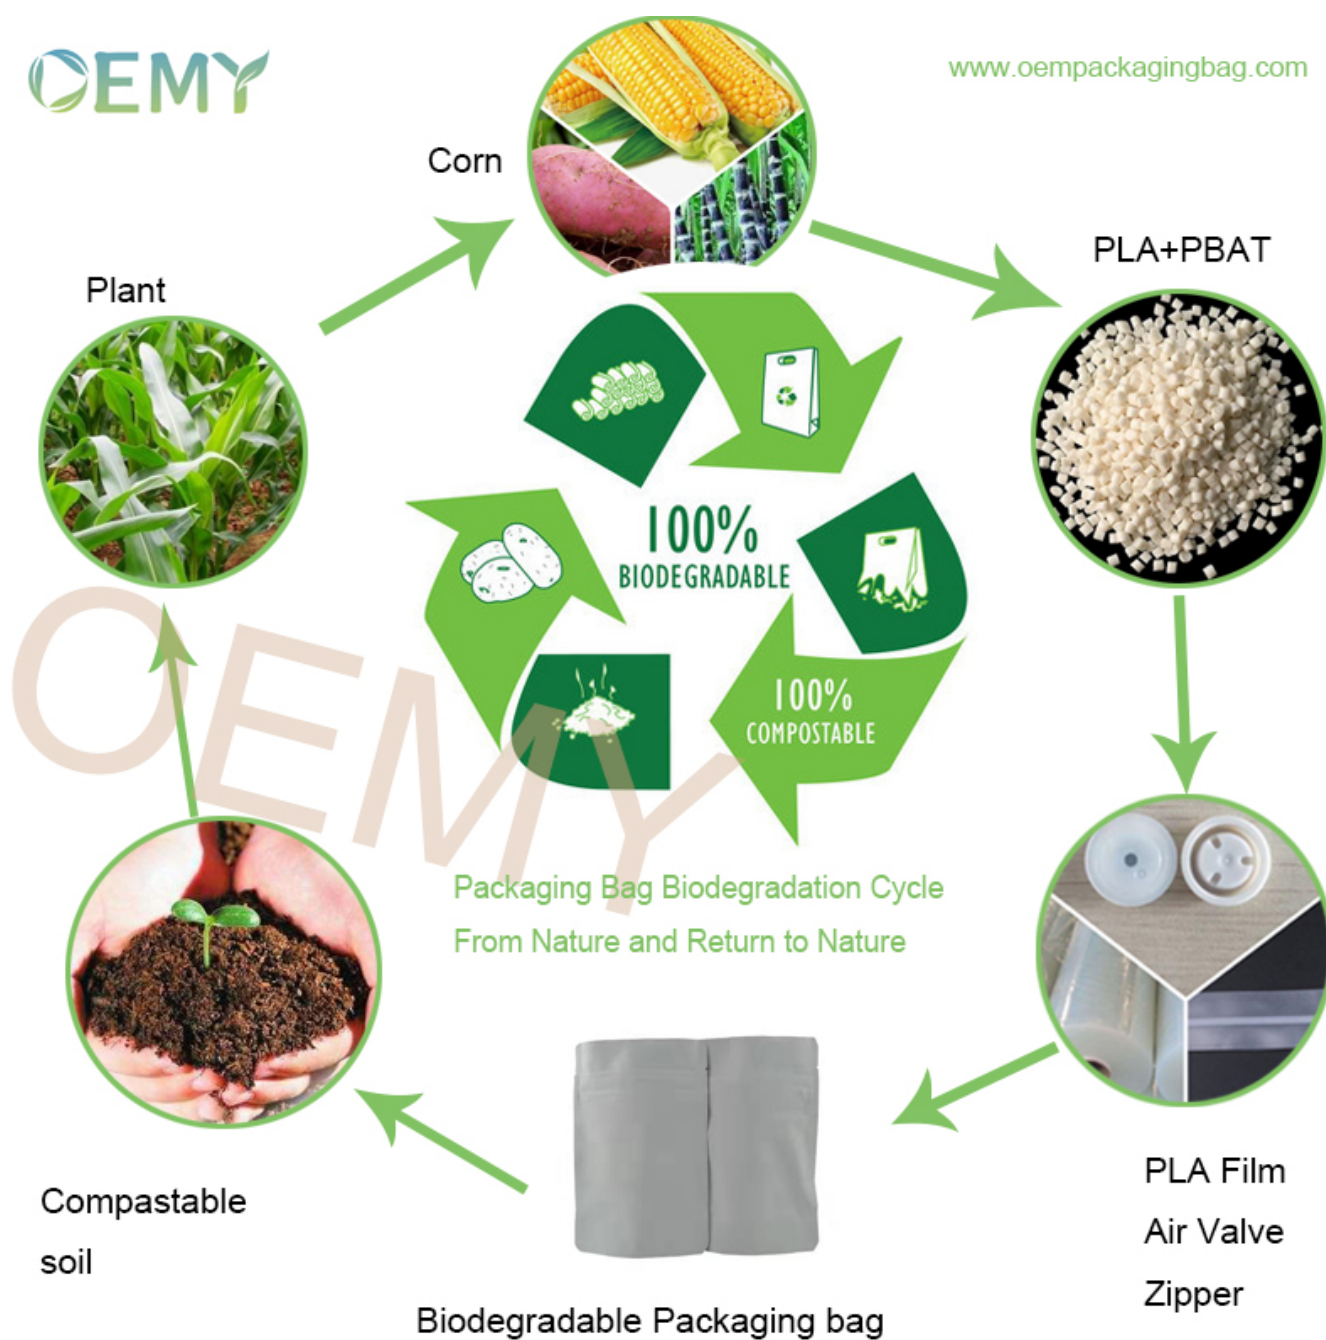 OEMY
www.oempackagingbag.com
Corn
PLA+PBAT
Plant
100%
BIODEGRADABLE
100%
COMPOSTABLE
OEMY
Packaging Bag Biodegradation Cycle
From Nature and Return to Nature
Compastable
soil
PLA Film
Air Valve
Zipper
Biodegradable Packaging bag